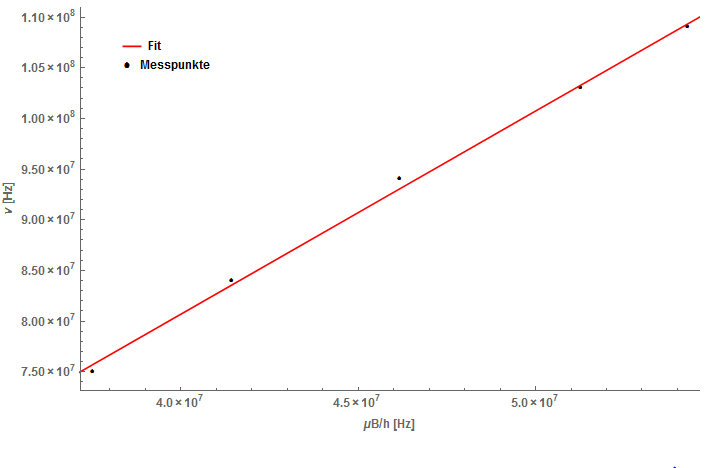 1.10×10⁸
Fit
Messpunkte
1.05×10⁸
1.00×10⁸
9.50×10⁷
9.00×10⁷
8.50×10⁷
8.00×10⁷
7.50×10⁷
ν [Hz]
4.0×10⁷ 4.5×10⁷ 5.0×10⁷
μB/h [Hz]